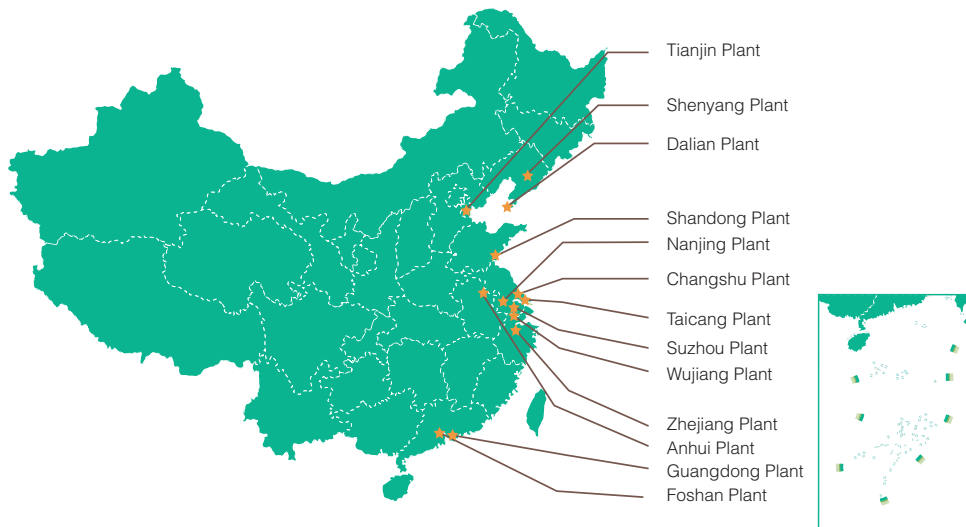 Tianjin Plant
Shenyang Plant
Dalian Plant
Shandong Plant
Nanjing Plant
Changshu Plant
Taicang Plant
Suzhou Plant
Wujiang Plant
Zhejiang Plant
Anhui Plant
Guangdong Plant
Foshan Plant